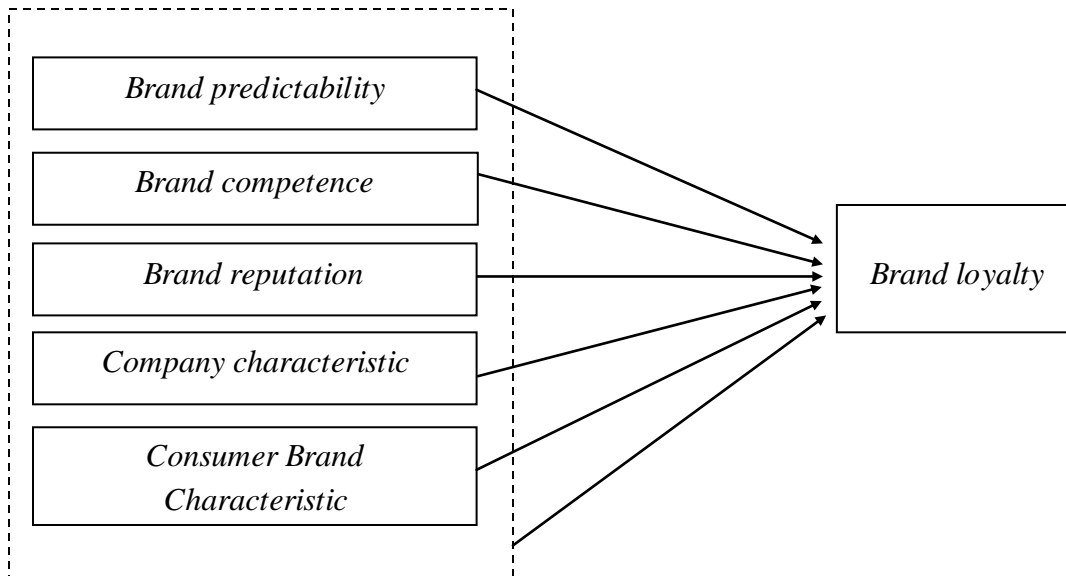 Brand predictability
Brand competence
Brand reputation
Company characteristic
Consumer Brand
Characteristic
Brand loyalty